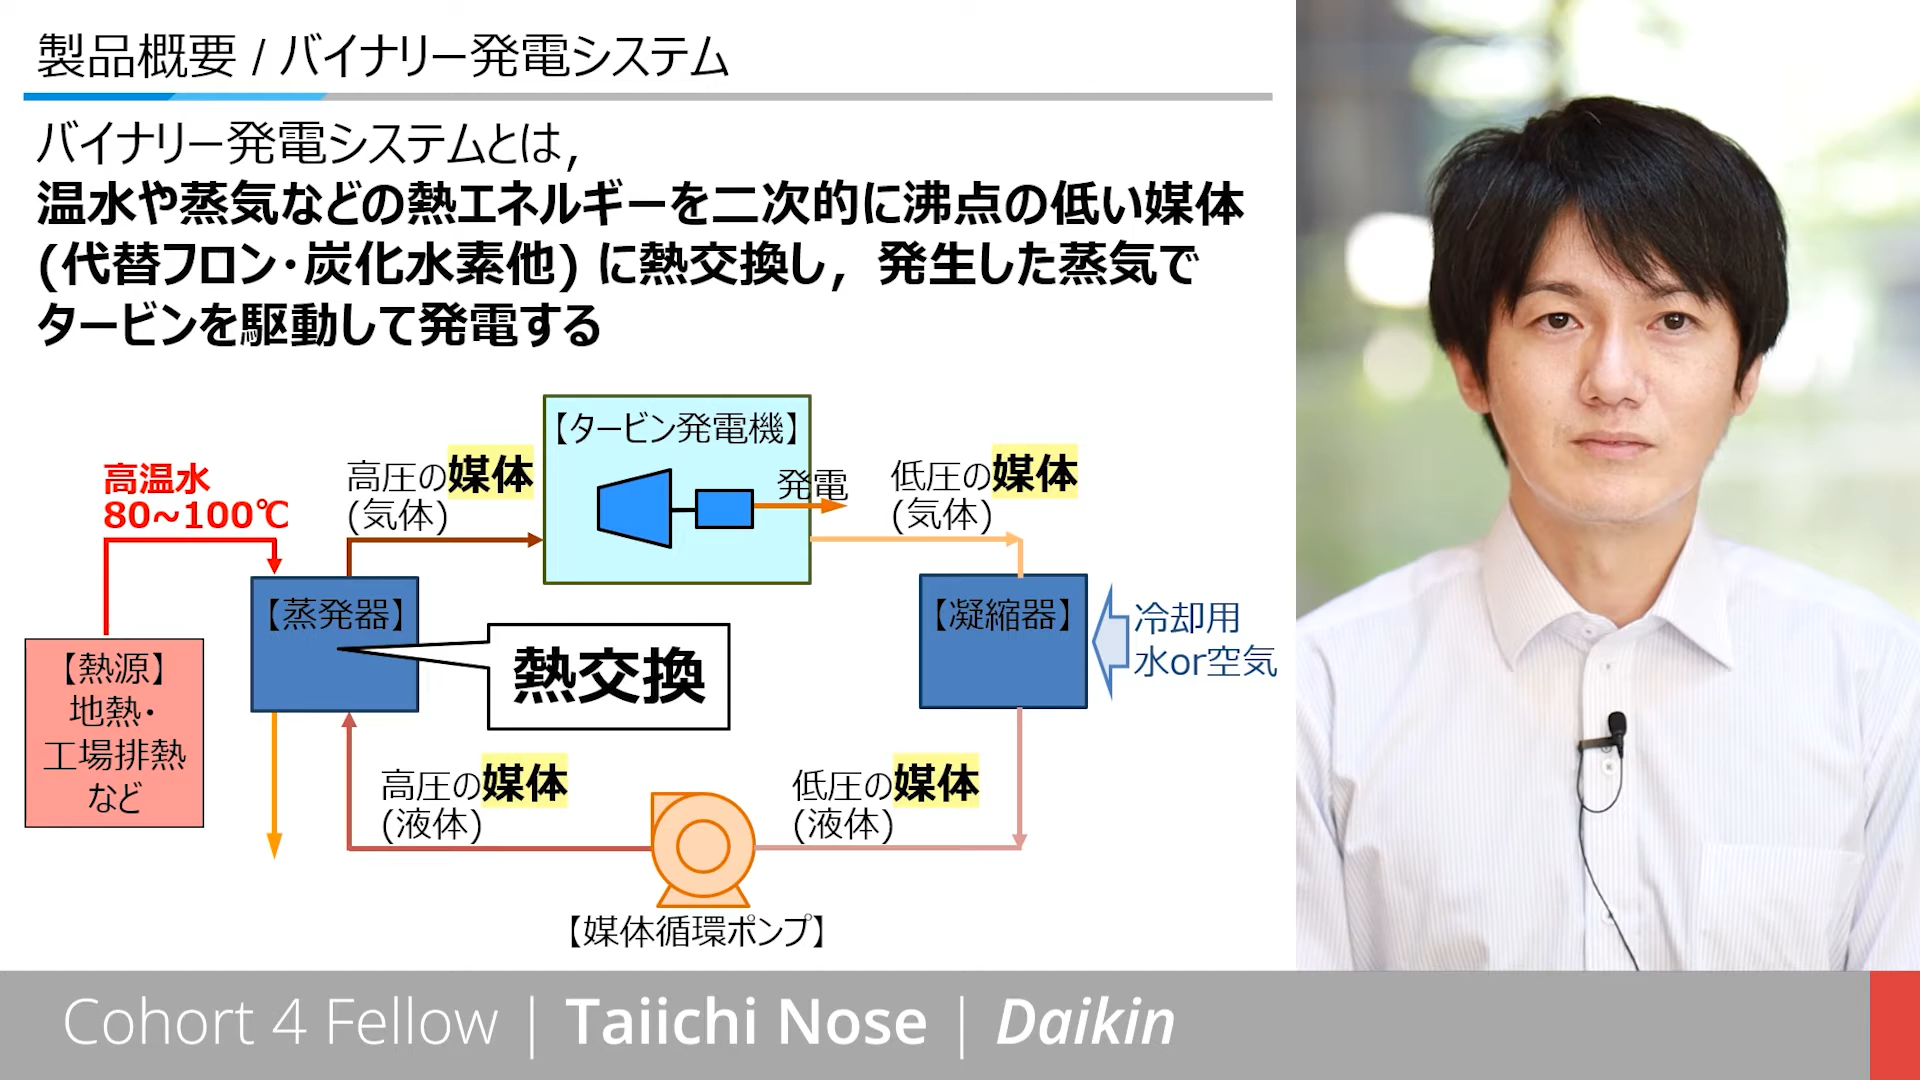 製品概要 / バイナリー発電システム
バイナリー発電システムとは，
温水や蒸気などの熱エネルギーを二次的に沸点の低い媒体
(代替フロン・炭化水素他) に熱交換し，発生した蒸気で
タービンを駆動して発電する
【タービン発電機】
発電
高温水
80~100℃
高圧の媒体
(気体)
低圧の媒体
(気体)
【蒸発器】
【凝縮器】
冷却用
水or空気
熱交換
【熱源】
地熱・
工場排熱
など
高圧の媒体
(液体)
低圧の媒体
(液体)
【媒体循環ポンプ】
Cohort 4 Fellow | Taiichi Nose | Daikin